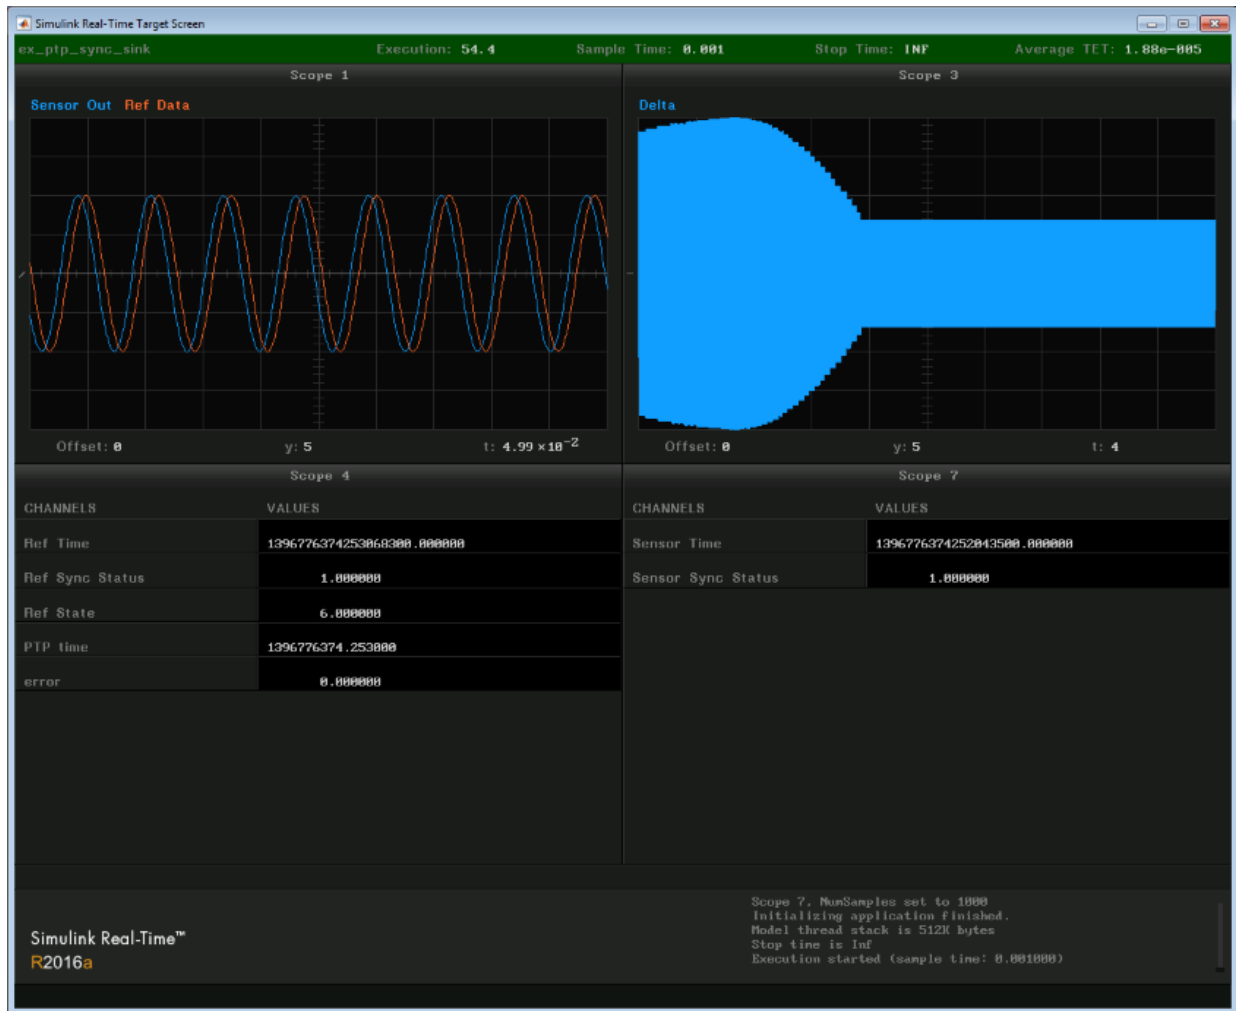 Simulink Real-Time Target Screen
ex_ptp_sync_sink Execution: 54.4 Sample Time: 0.001 Stop Time: INF Average TET: 1.88e-005
Scope 1
Sensor Out Ref Data
Offset: 0 y: 5 t: 4.99 ×10⁻²
Scope 3
Delta
Offset: 0 y: 5 t: 4
Scope 4
CHANNELS VALUES
Ref Time 1396776374253068300.000000
Ref Sync Status 1.000000
Ref State 6.000000
PTP time 1396776374.253000
error 0.000000
Scope 7
CHANNELS VALUES
Sensor Time 1396776374252043500.000000
Sensor Sync Status 1.000000
Simulink Real-Time™
R2016a
Scope 7, NumSamples set to 1000
Initializing application finished.
Model thread stack is 512K bytes
Stop time is Inf
Execution started (sample time: 0.001000)